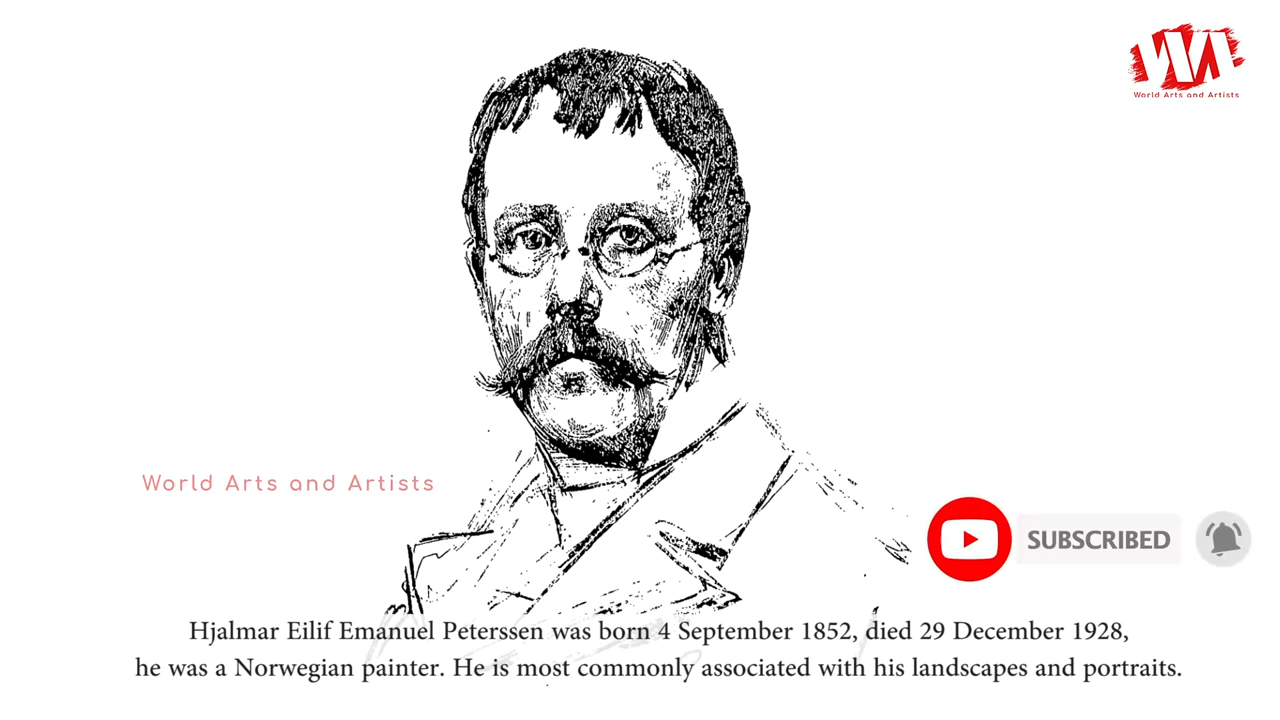 World Arts and Artists
World Arts and Artists
SUBSCRIBED
Hjalmar Eilif Emanuel Peterssen was born 4 September 1852, died 29 December 1928,
he was a Norwegian painter. He is most commonly associated with his landscapes and portraits.